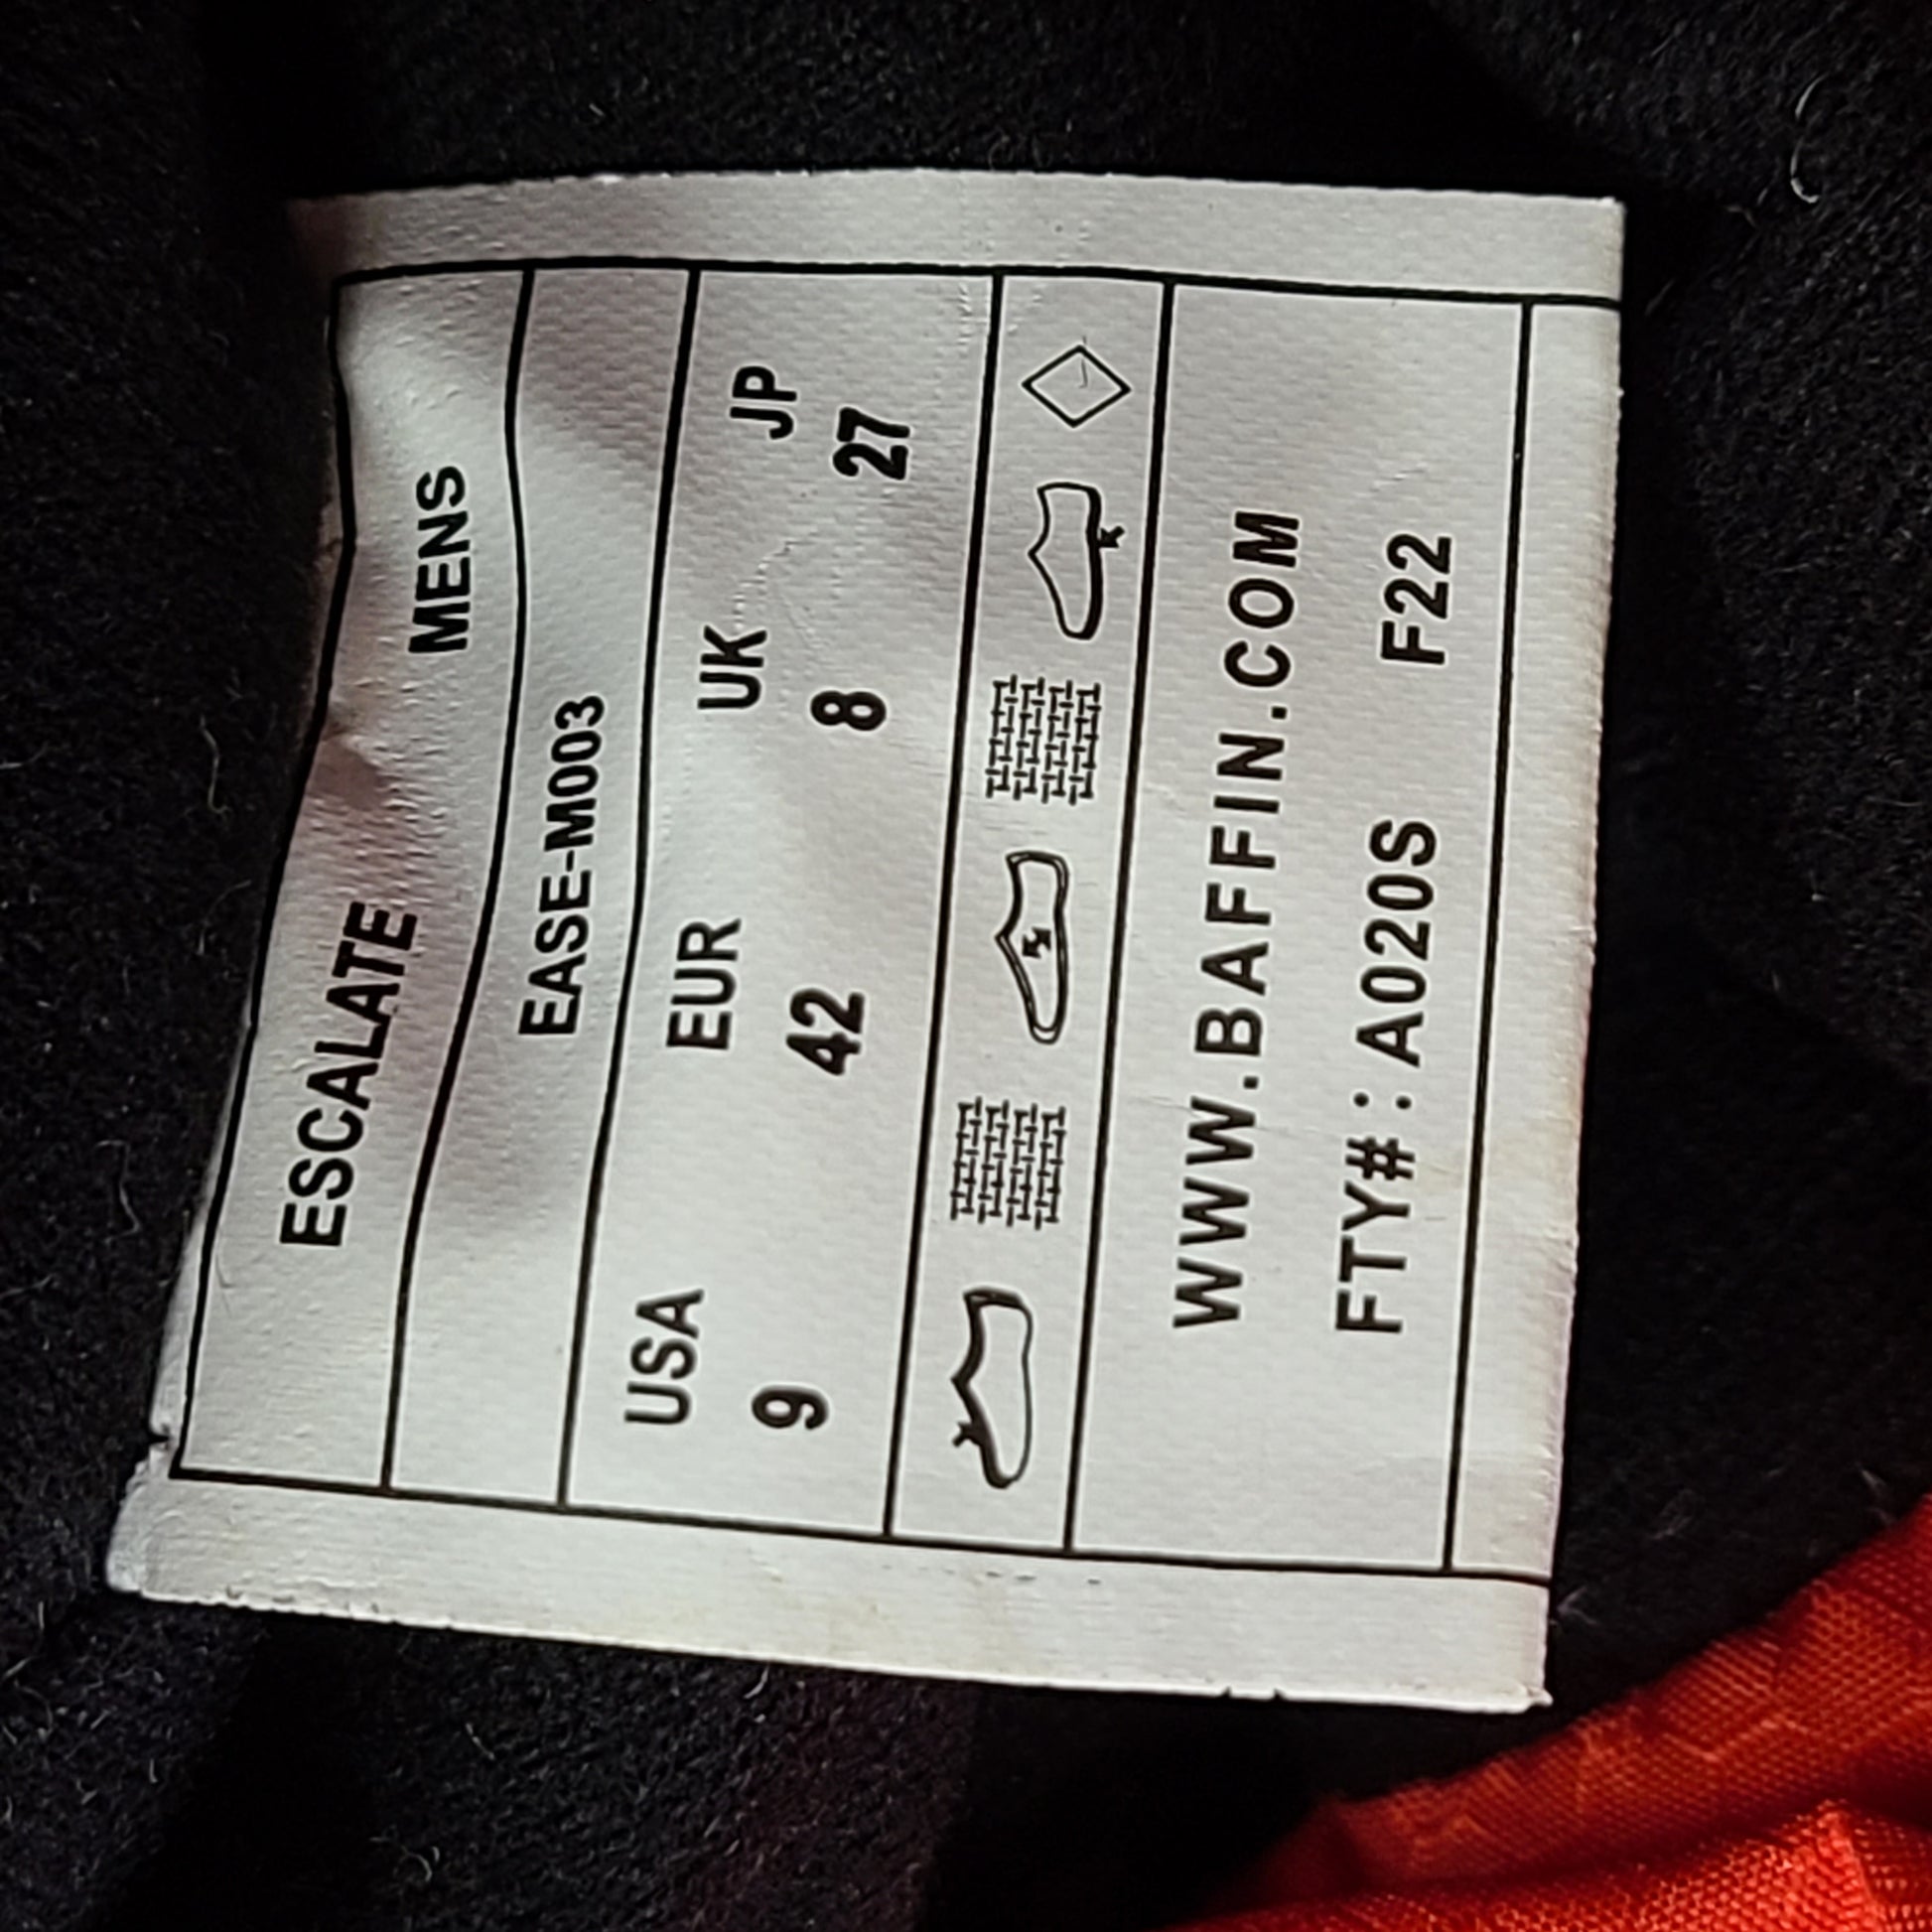 ESCALATE MENS
EASE-M003
USA EUR UK JP
9 42 8 27
WWW.BAFFIN.COM
FTY# : A020S F22